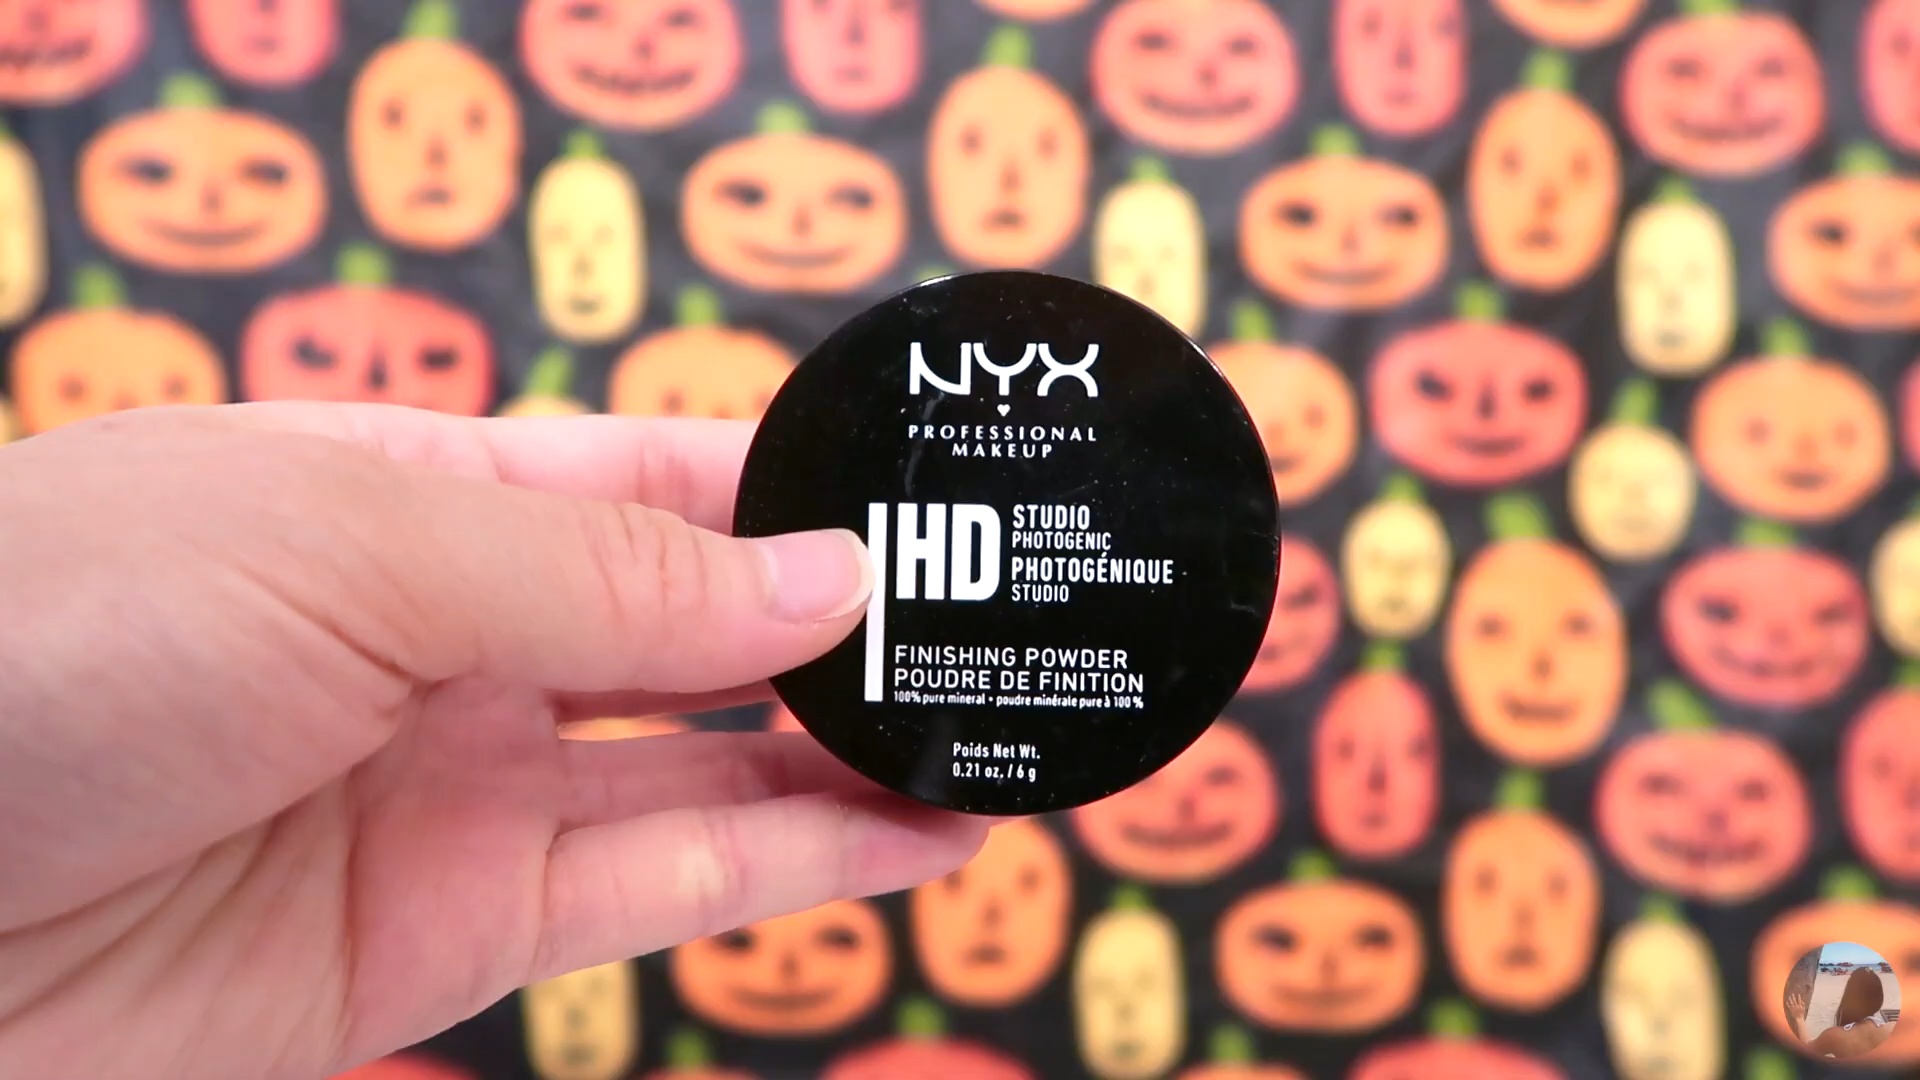 NYX
PROFESSIONAL
MAKEUP
HD
STUDIO
PHOTOGENIC
PHOTOGÉNIQUE
STUDIO
FINISHING POWDER
POUDRE DE FINITION
100% pure mineral • poudre minérale pure à 100 %
Poids Net Wt.
0.21 oz. / 6 g